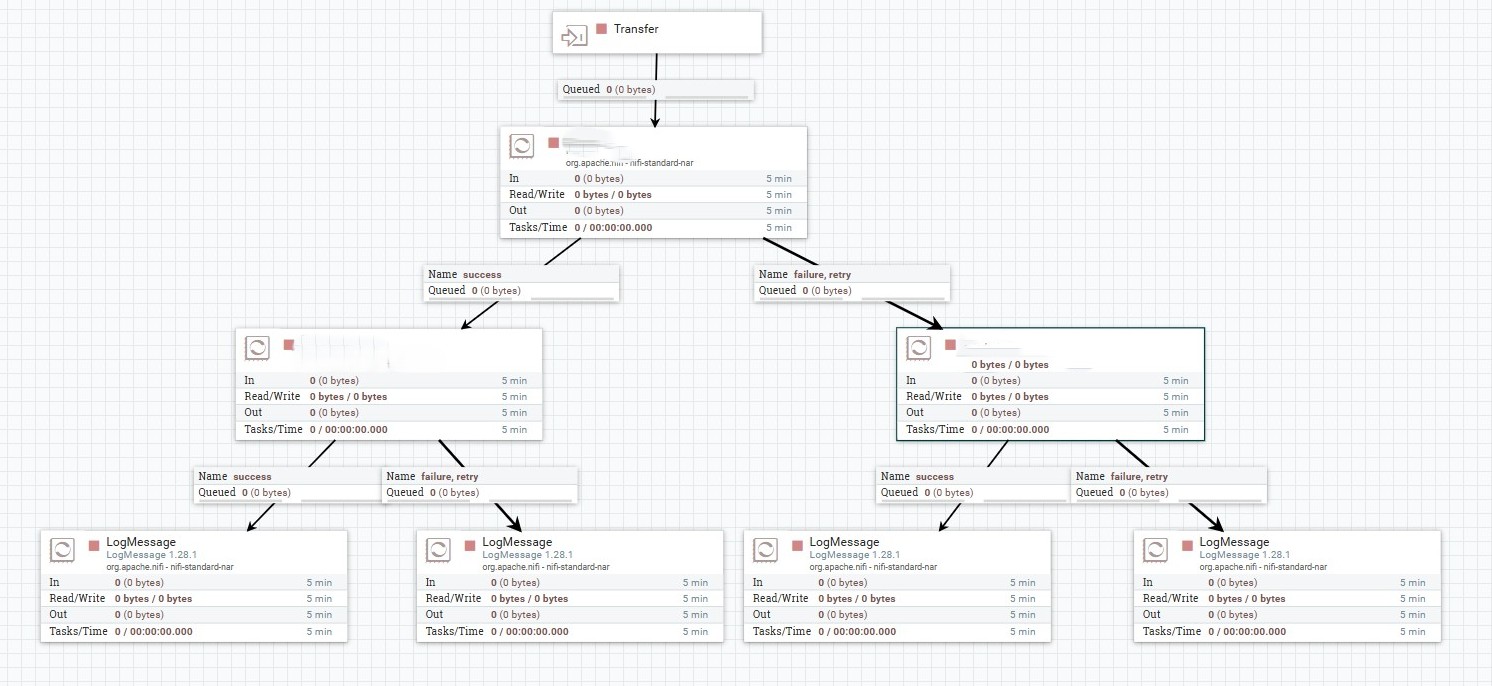 Transfer
Queued 0 (0 bytes)
org.apache.nifi - nifi-standard-nar
In 0 (0 bytes) 5 min
Read/Write 0 bytes / 0 bytes 5 min
Out 0 (0 bytes) 5 min
Tasks/Time 0 / 00:00:00.000 5 min
Name success
Queued 0 (0 bytes)
Name failure, retry
Queued 0 (0 bytes)
In 0 (0 bytes) 5 min
Read/Write 0 bytes / 0 bytes 5 min
Out 0 (0 bytes) 5 min
Tasks/Time 0 / 00:00:00.000 5 min
0 bytes / 0 bytes
In 0 (0 bytes) 5 min
Read/Write 0 bytes / 0 bytes 5 min
Out 0 (0 bytes) 5 min
Tasks/Time 0 / 00:00:00.000 5 min
Name success
Queued 0 (0 bytes)
Name failure, retry
Queued 0 (0 bytes)
Name success
Queued 0 (0 bytes)
Name failure, retry
Queued 0 (0 bytes)
LogMessage
LogMessage 1.28.1
org.apache.nifi - nifi-standard-nar
In 0 (0 bytes) 5 min
Read/Write 0 bytes / 0 bytes 5 min
Out 0 (0 bytes) 5 min
Tasks/Time 0 / 00:00:00.000 5 min
LogMessage
LogMessage 1.28.1
org.apache.nifi - nifi-standard-nar
In 0 (0 bytes) 5 min
Read/Write 0 bytes / 0 bytes 5 min
Out 0 (0 bytes) 5 min
Tasks/Time 0 / 00:00:00.000 5 min
LogMessage
LogMessage 1.28.1
org.apache.nifi - nifi-standard-nar
In 0 (0 bytes) 5 min
Read/Write 0 bytes / 0 bytes 5 min
Out 0 (0 bytes) 5 min
Tasks/Time 0 / 00:00:00.000 5 min
LogMessage
LogMessage 1.28.1
org.apache.nifi - nifi-standard-nar
In 0 (0 bytes) 5 min
Read/Write 0 bytes / 0 bytes 5 min
Out 0 (0 bytes) 5 min
Tasks/Time 0 / 00:00:00.000 5 min